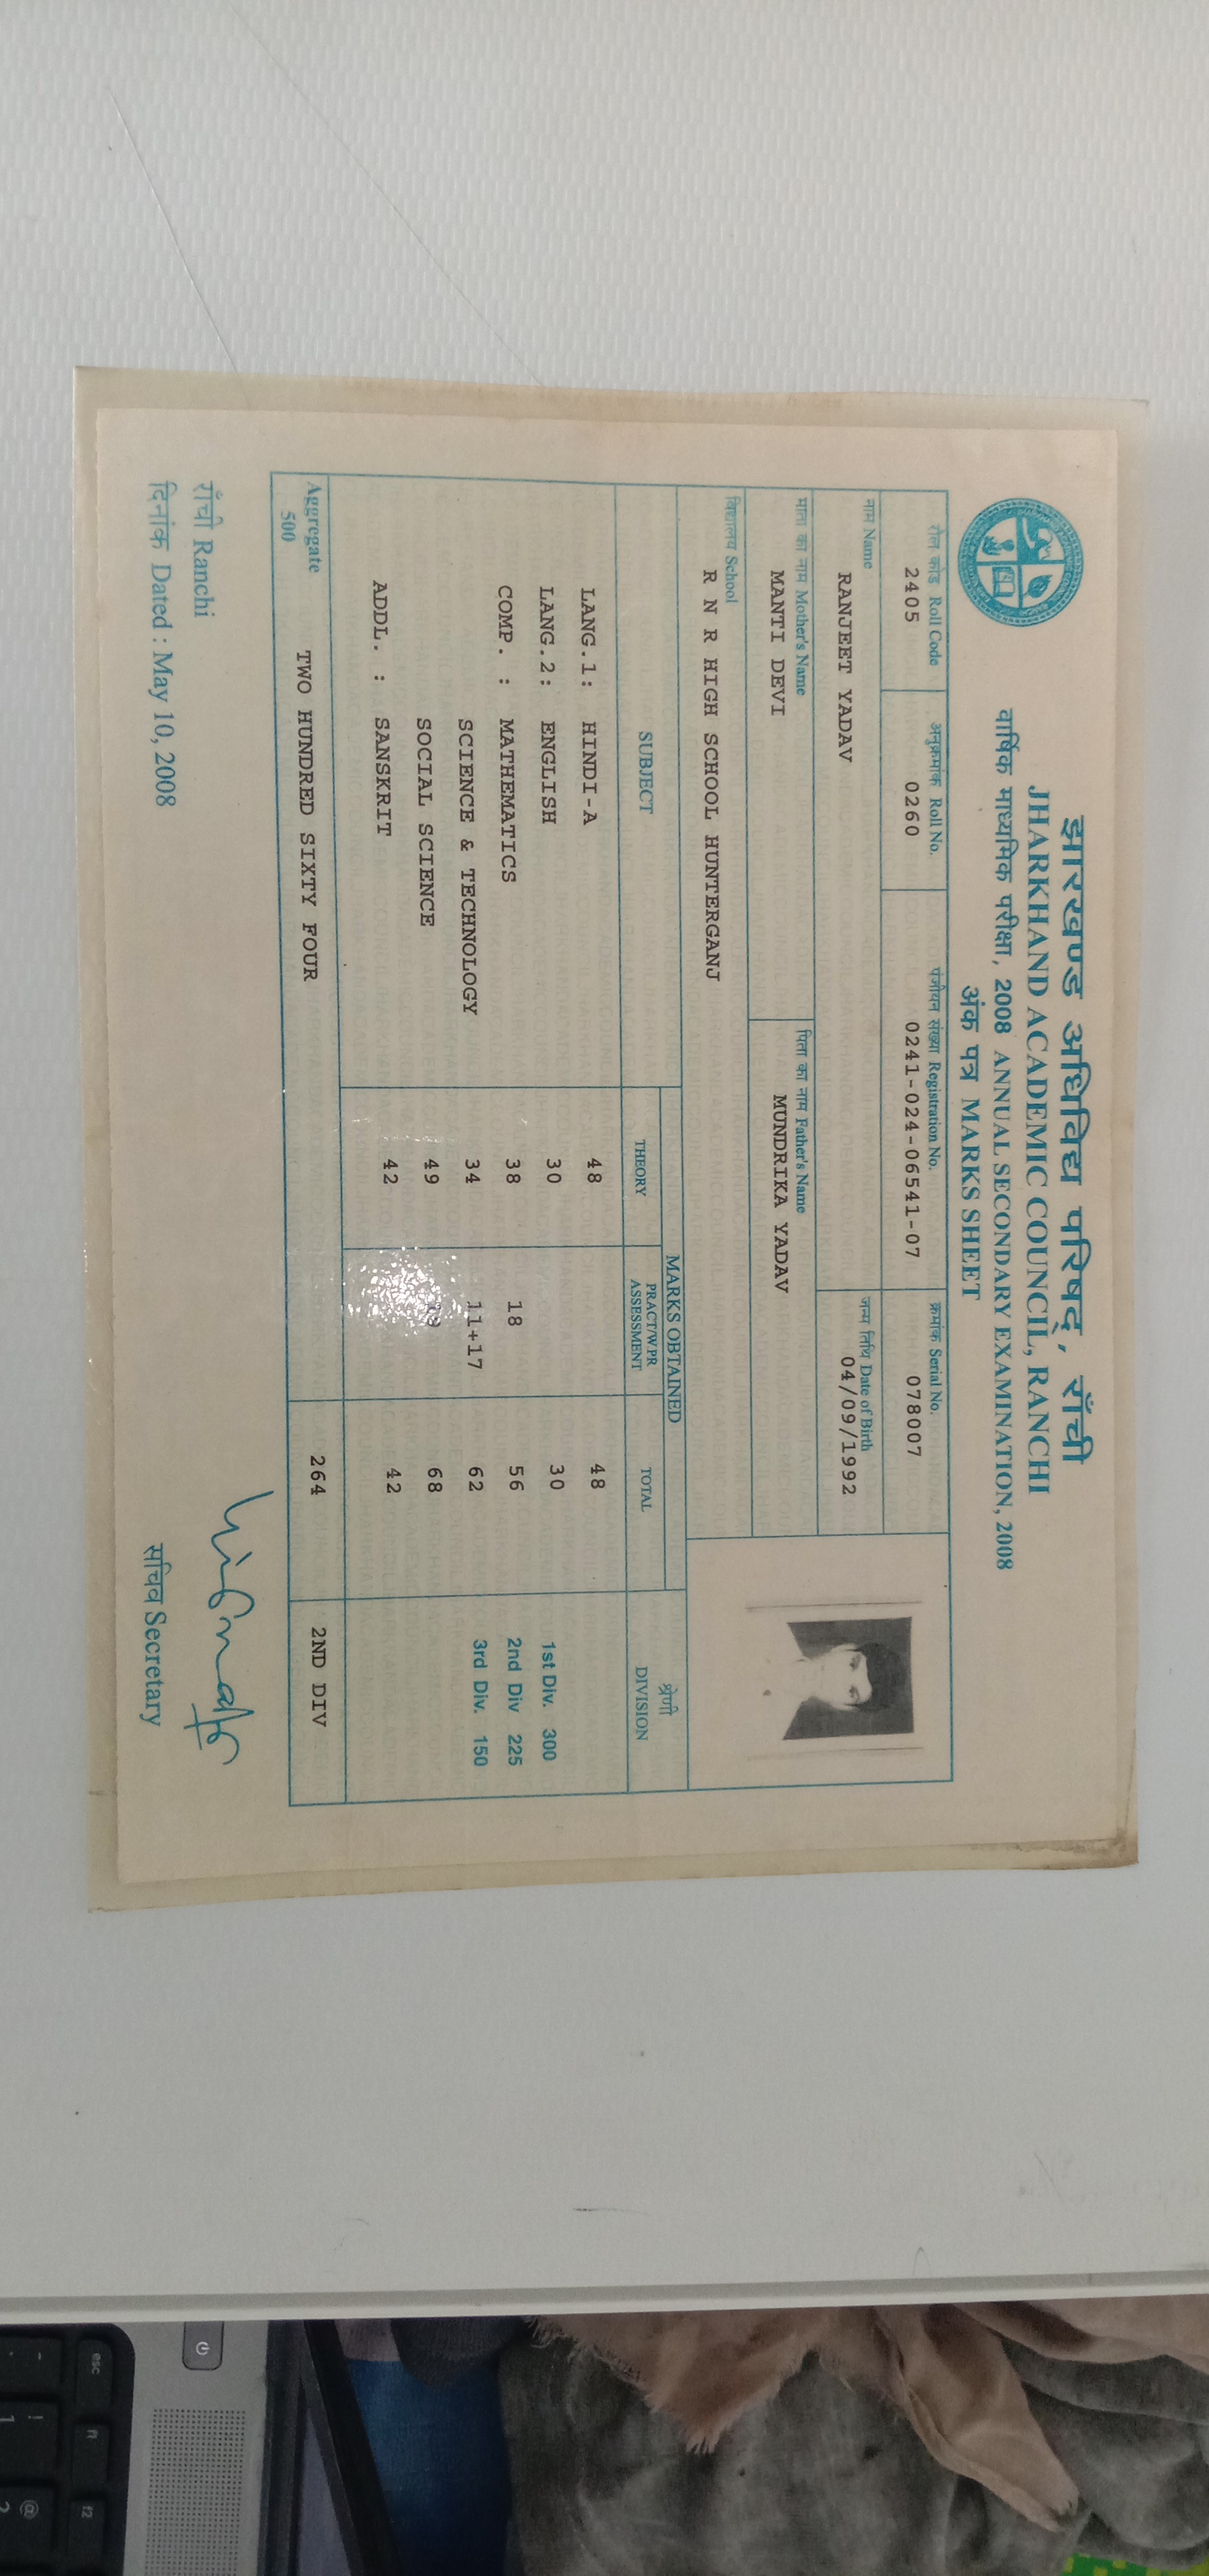 झारखण्ड अधिविद्य परिषद्, राँची
JHARKHAND ACADEMIC COUNCIL, RANCHI
वार्षिक माध्यमिक परीक्षा, 2008 ANNUAL SECONDARY EXAMINATION, 2008
अंक पत्र MARKS SHEET
रोल कोड Roll Code अनुक्रमांक Roll No. पंजीयन संख्या Registration No. क्रमांक Serial No.
2405 0260 0241-024-06541-07 078007
नाम Name जन्म तिथि Date of Birth
RANJEET YADAV 04/09/1992
माता का नाम Mother's Name पिता का नाम Father's Name
MANTI DEVI MUNDRIKA YADAV
विद्यालय School
R N R HIGH SCHOOL HUNTERGANJ
SUBJECT MARKS OBTAINED श्रेणी DIVISION
THEORY PRACT/WPR ASSESSMENT TOTAL
LANG.1: HINDI-A 48 48
LANG.2: ENGLISH 30 30 1st Div. 300
COMP. : MATHEMATICS 38 18 56 2nd Div 225
SCIENCE & TECHNOLOGY 34 11+17 62 3rd Div. 150
SOCIAL SCIENCE 49 68
ADDL. : SANSKRIT 42 42
Aggregate 500 TWO HUNDRED SIXTY FOUR 264 2ND DIV
राँची Ranchi
दिनांक Dated : May 10, 2008
सचिव Secretary
esc
f1
f2
!
1
@
2